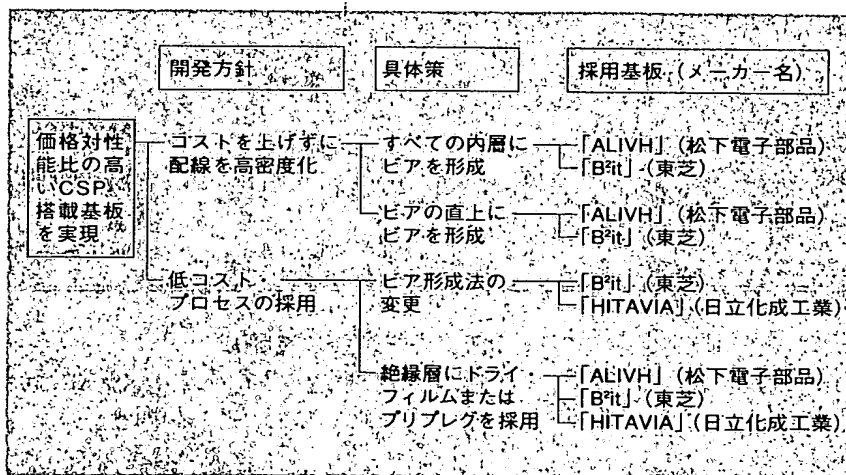 開発方針
具体策
採用基板(メーカー名)
価格対性
能比の高
いCSP
搭載基板
を実現
コストを上げずに
配線を高密度化
すべての内層に
ビアを形成
「ALIVH」(松下電子部品)
「B²it」(東芝)
ビアの直上に
ビアを形成
「ALIVH」(松下電子部品)
「B²it」(東芝)
低コスト・
プロセスの採用
ビア形成法の
変更
「B²it」(東芝)
「HITAVIA」(日立化成工業)
絶縁層にドライ・
フィルムまたは
プリプレグを採用
「ALIVH」(松下電子部品)
「B²it」(東芝)
「HITAVIA」(日立化成工業)